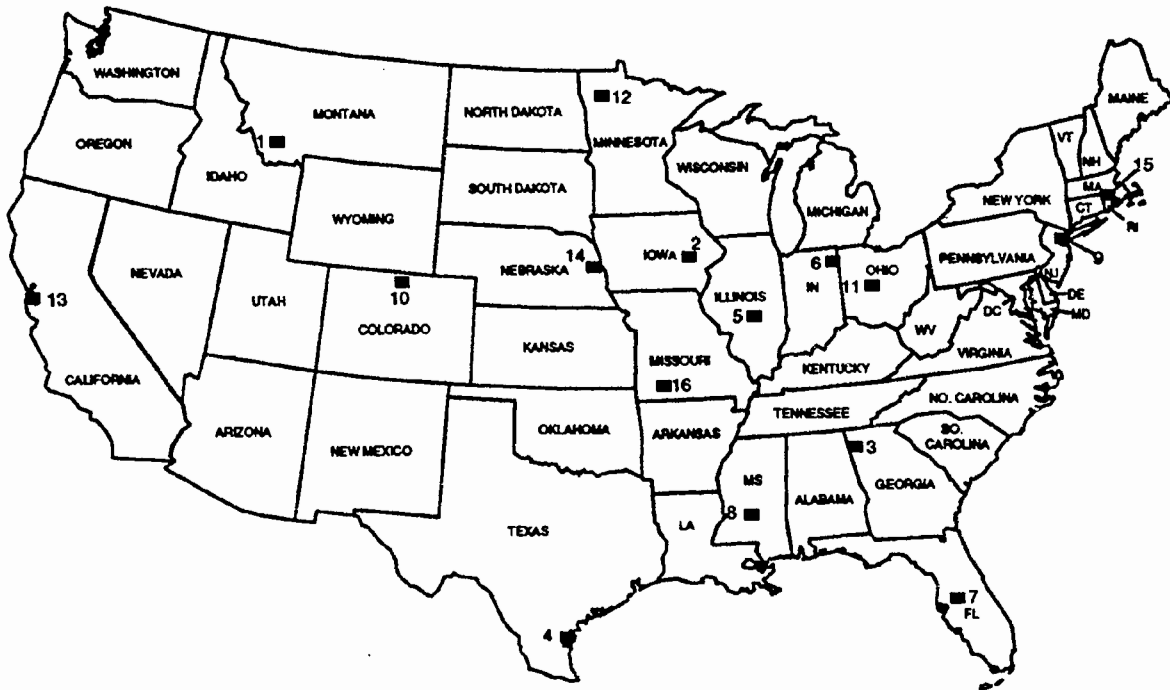 WASHINGTON
MONTANA
NORTH DAKOTA
12
MAINE
OREGON
1
MINNESOTA
VT
IDAHO
NH
15
WISCONSIN
SOUTH DAKOTA
MA
NEW YORK
WYOMING
MICHIGAN
CT
RI
14
IOWA
2
NEBRASKA
6
OHIO
PENNSYLVANIA
9
NEVADA
13
UTAH
10
ILLINOIS
IN
11
NJ
DE
5
DC
MD
COLORADO
WV
KANSAS
MISSOURI
VIRGINIA
CALIFORNIA
KENTUCKY
16
NO. CAROLINA
TENNESSEE
ARIZONA
OKLAHOMA
ARKANSAS
SO.
CAROLINA
NEW MEXICO
3
MS
GEORGIA
ALABAMA
8
LA
TEXAS
7
FL
4